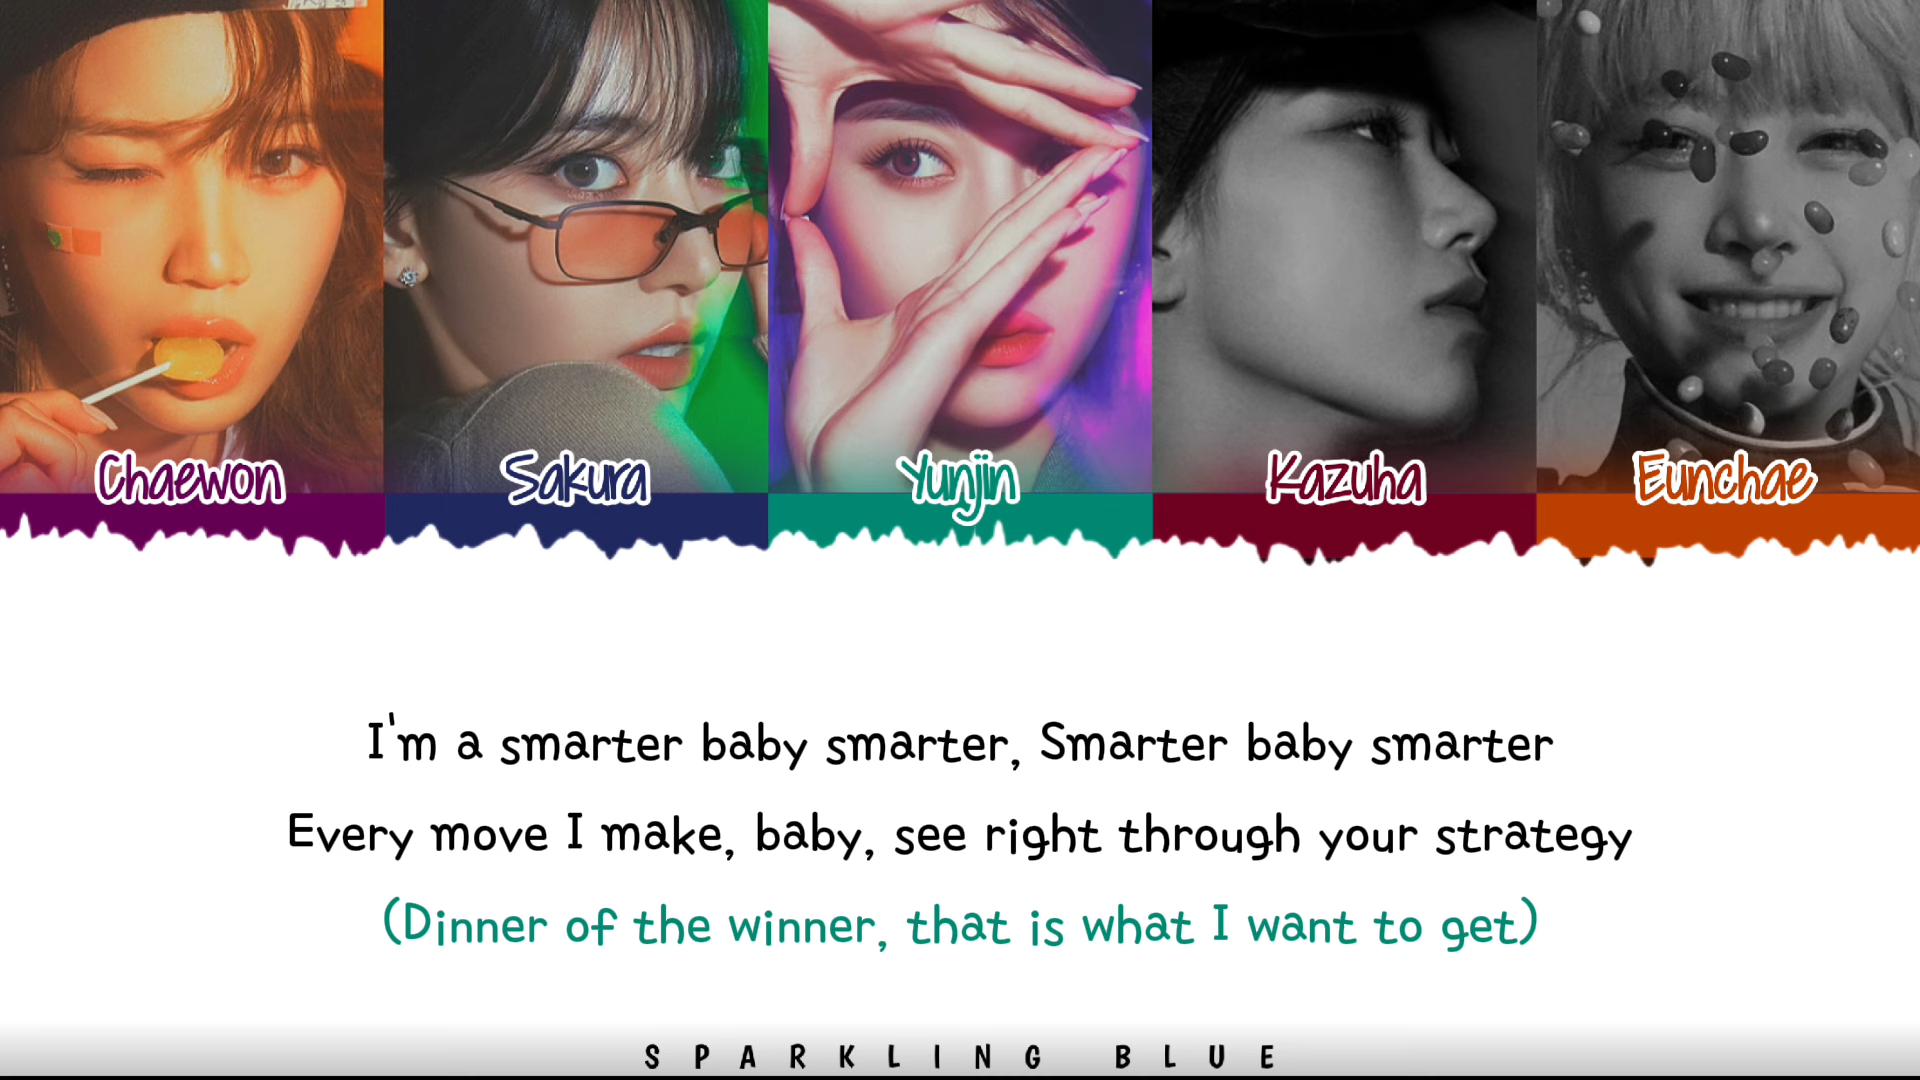 Chaewon
Sakura
Yunjin
Kazuha
Eunchae
I'm a smarter baby smarter, Smarter baby smarter
Every move I make, baby, see right through your strategy
(Dinner of the winner, that is what I want to get)
SPARKLING BLUE